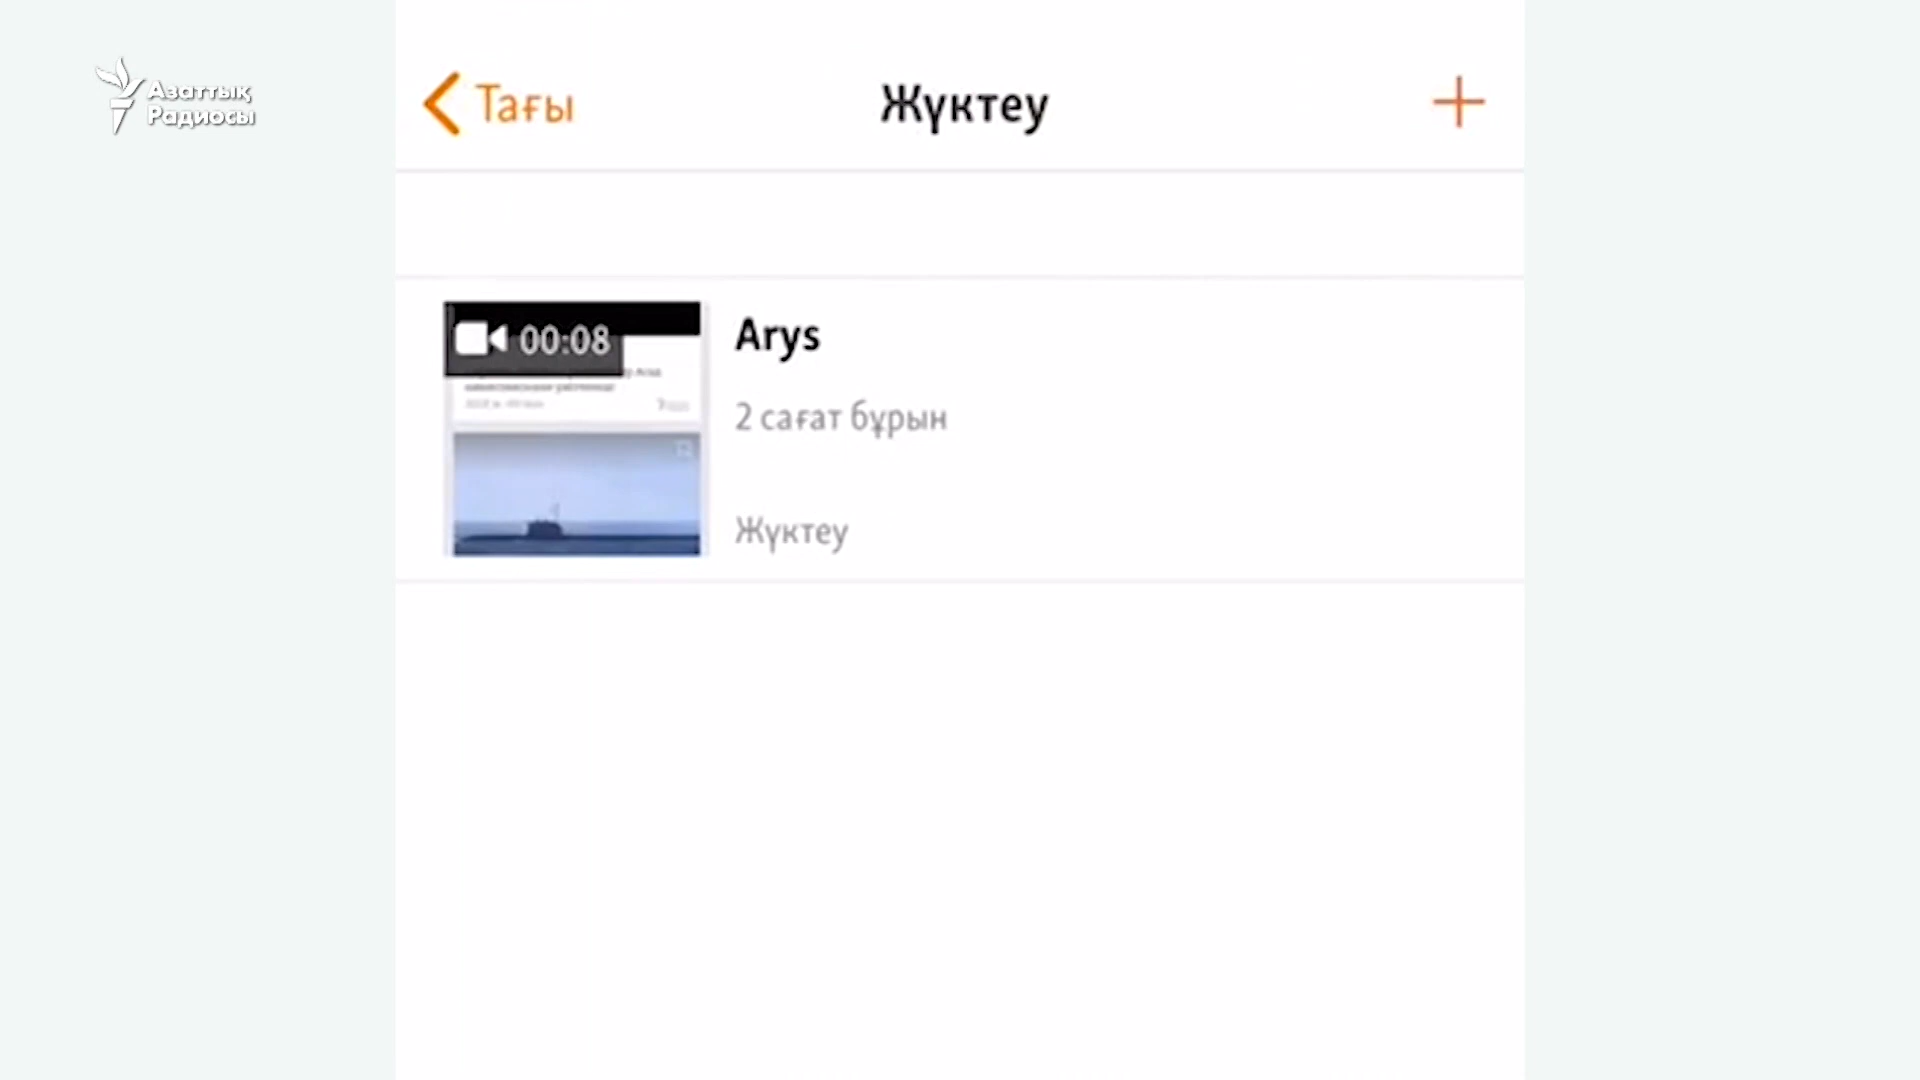 Азаттық
Радиосы
Тағы
Жүктеу
00:08
Arys
2 сағат бұрын
Жүктеу